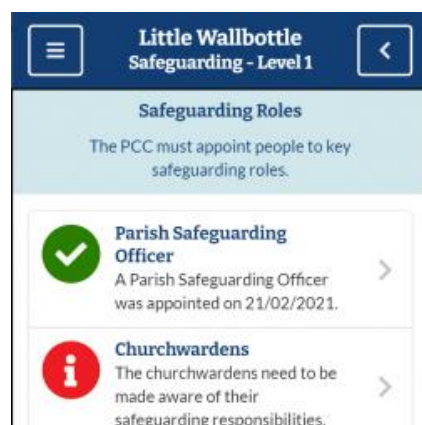 Little Wallbottle
Safeguarding - Level 1
Safeguarding Roles
The PCC must appoint people to key
safeguarding roles.
Parish Safeguarding
Officer
A Parish Safeguarding Officer
was appointed on 21/02/2021.
Churchwardens
The churchwardens need to be
made aware of their
safeguarding responsibilities.